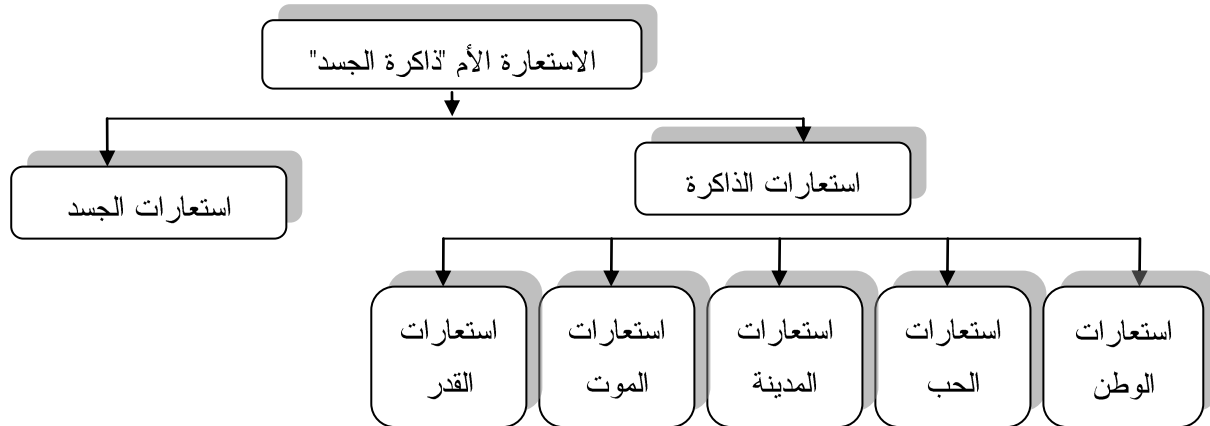 الاستعارة الأم "ذاكرة الجسد"
استعارات الذاكرة
استعارات الجسد
استعارات
الوطن
استعارات
الحب
استعارات
المدينة
استعارات
الموت
استعارات
القدر